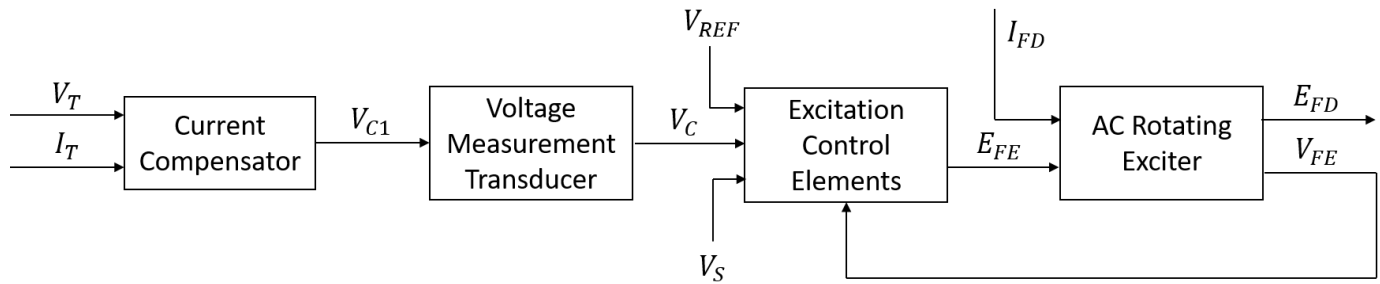 V_REF
I_FD
V_T
I_T
Current
Compensator
V_C1
Voltage
Measurement
Transducer
V_C
Excitation
Control
Elements
V_S
E_FE
AC Rotating
Exciter
E_FD
V_FE